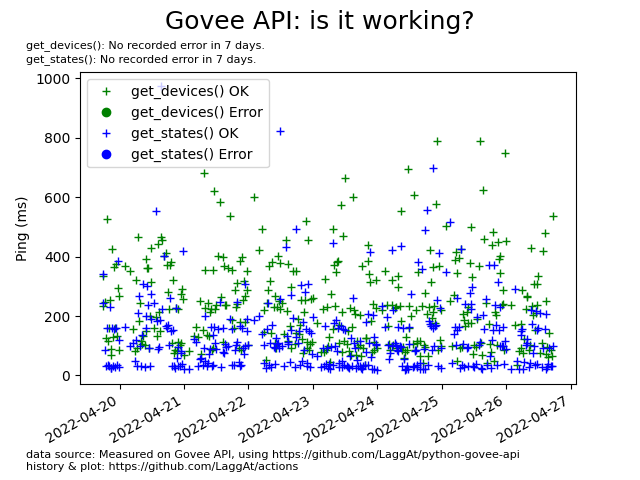 Govee API: is it working?
get_devices(): No recorded error in 7 days.
get_states(): No recorded error in 7 days.
1000
800
600
400
200
0
Ping (ms)
get_devices() OK
get_devices() Error
get_states() OK
get_states() Error
2022-04-20
2022-04-21
2022-04-22
2022-04-23
2022-04-24
2022-04-25
2022-04-26
2022-04-27
data source: Measured on Govee API, using https://github.com/LaggAt/python-govee-api
history & plot: https://github.com/LaggAt/actions